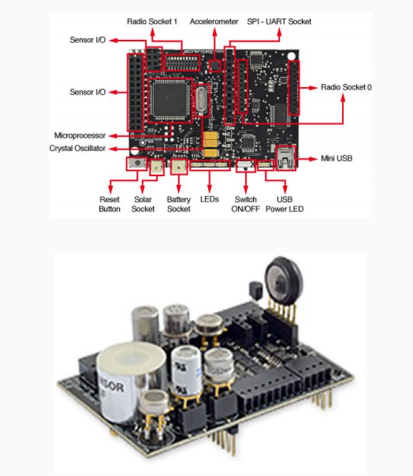 Radio Socket 1
Accelerometer
SPI - UART Socket
Sensor I/O
Sensor I/O
Radio Socket 0
Microprocessor
Crystal Oscillator
Mini USB
Reset
Button
Solar
Socket
Battery
Socket
LEDs
Switch
ON/OFF
USB
Power LED
SOR